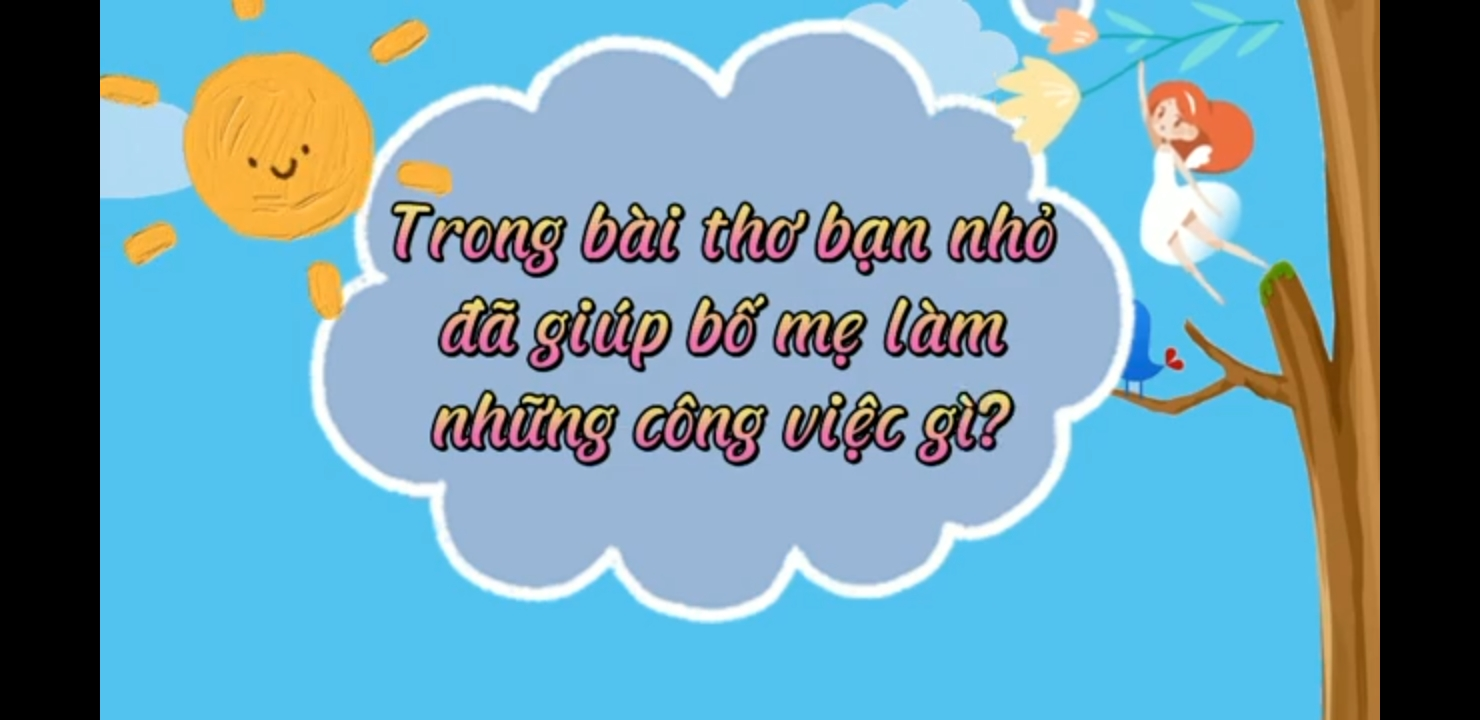 Trong bài thơ bạn nhỏ
đã giúp bố mẹ làm
những công việc gì?